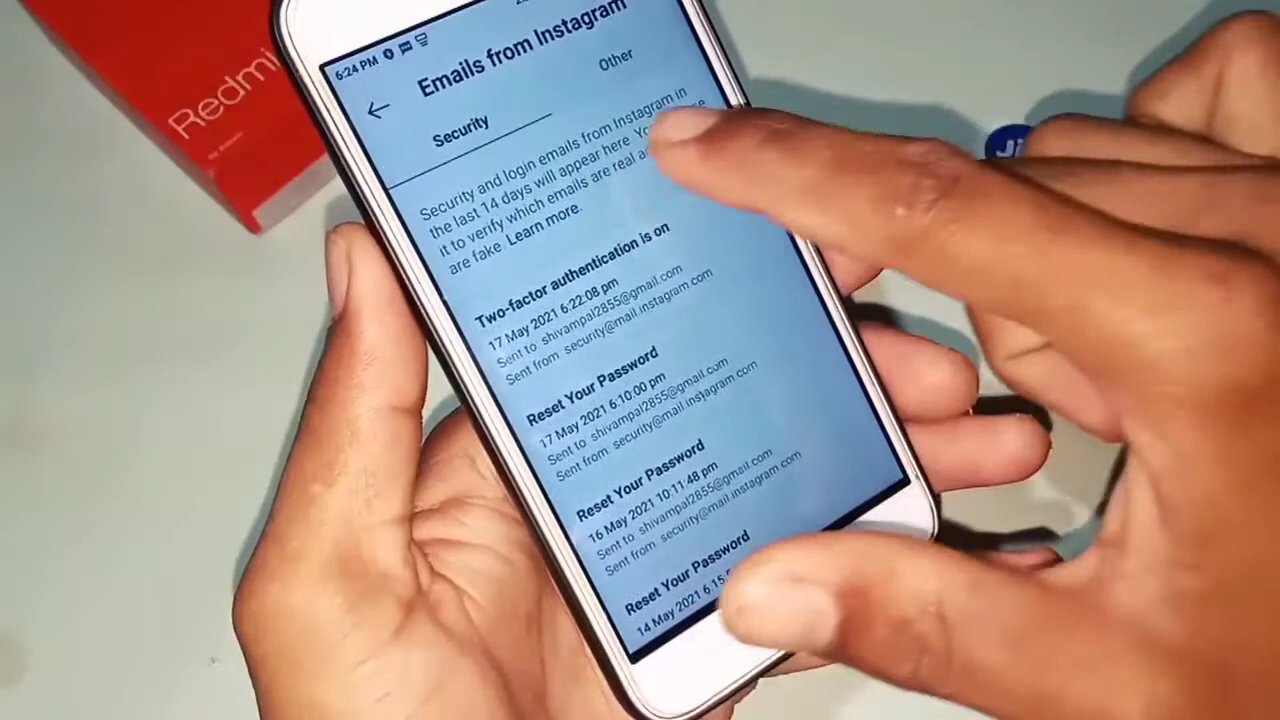 Redmi
6:24 PM
Emails from Instagram
Security
Other
Security and login emails from Instagram in
the last 14 days will appear here.
it to verify which emails are real
are fake. Learn more.
Two-factor authentication is on
17 May 2021 6:22:08 pm
Sent to shivampal2855@gmail.com
Sent from security@mail.instagram.com
Reset Your Password
17 May 2021 6:10:00 pm
Sent to shivampal2855@gmail.com
Sent from security@mail.instagram.com
Reset Your Password
16 May 2021 10:11:48 pm
Sent to shivampal2855@gmail.com
Sent from security@mail.instagram.com
Reset Your Password
14 May 2021 6:15